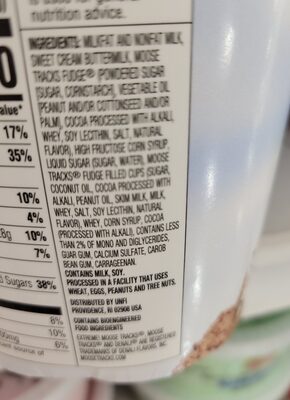 nutrition advice.
INGREDIENTS: MILKFAT AND NONFAT MILK,
SWEET CREAM BUTTERMILK, MOOSE
TRACKS FUDGE® (POWDERED SUGAR
(SUGAR, CORNSTARCH), VEGETABLE OIL
(PEANUT AND/OR COTTONSEED AND/OR
PALM), COCOA PROCESSED WITH ALKALI,
WHEY, SOY LECITHIN, SALT, NATURAL
FLAVOR), HIGH FRUCTOSE CORN SYRUP,
LIQUID SUGAR (SUGAR, WATER), MOOSE
TRACKS® FUDGE FILLED CUPS (SUGAR,
COCONUT OIL, COCOA PROCESSED WITH
ALKALI, PEANUT OIL, SKIM MILK, MILK,
WHEY, SALT, SOY LECITHIN, NATURAL
FLAVOR), WHEY, CORN SYRUP, COCOA
(PROCESSED WITH ALKALI), CONTAINS LESS
THAN 2% OF MONO AND DIGLYCERIDES,
GUAR GUM, CALCIUM SULFATE, CAROB
BEAN GUM, CARRAGEENAN.
CONTAINS MILK, SOY.
PROCESSED IN A FACILITY THAT USES
WHEAT, EGGS, PEANUTS AND TREE NUTS.
DISTRIBUTED BY UNFI
PROVIDENCE, RI 02908 USA
CONTAINS BIOENGINEERED
FOOD INGREDIENTS
EXTREME MOOSE TRACKS®, MOOSE
TRACKS® AND DENALI® ARE REGISTERED
TRADEMARKS OF DENALI FLAVORS, INC.
MOOSETRACKS.COM
0
Value*
17%
35%
10%
4%
8g 10%
7%
d Sugars 38%
8%
10%
6%